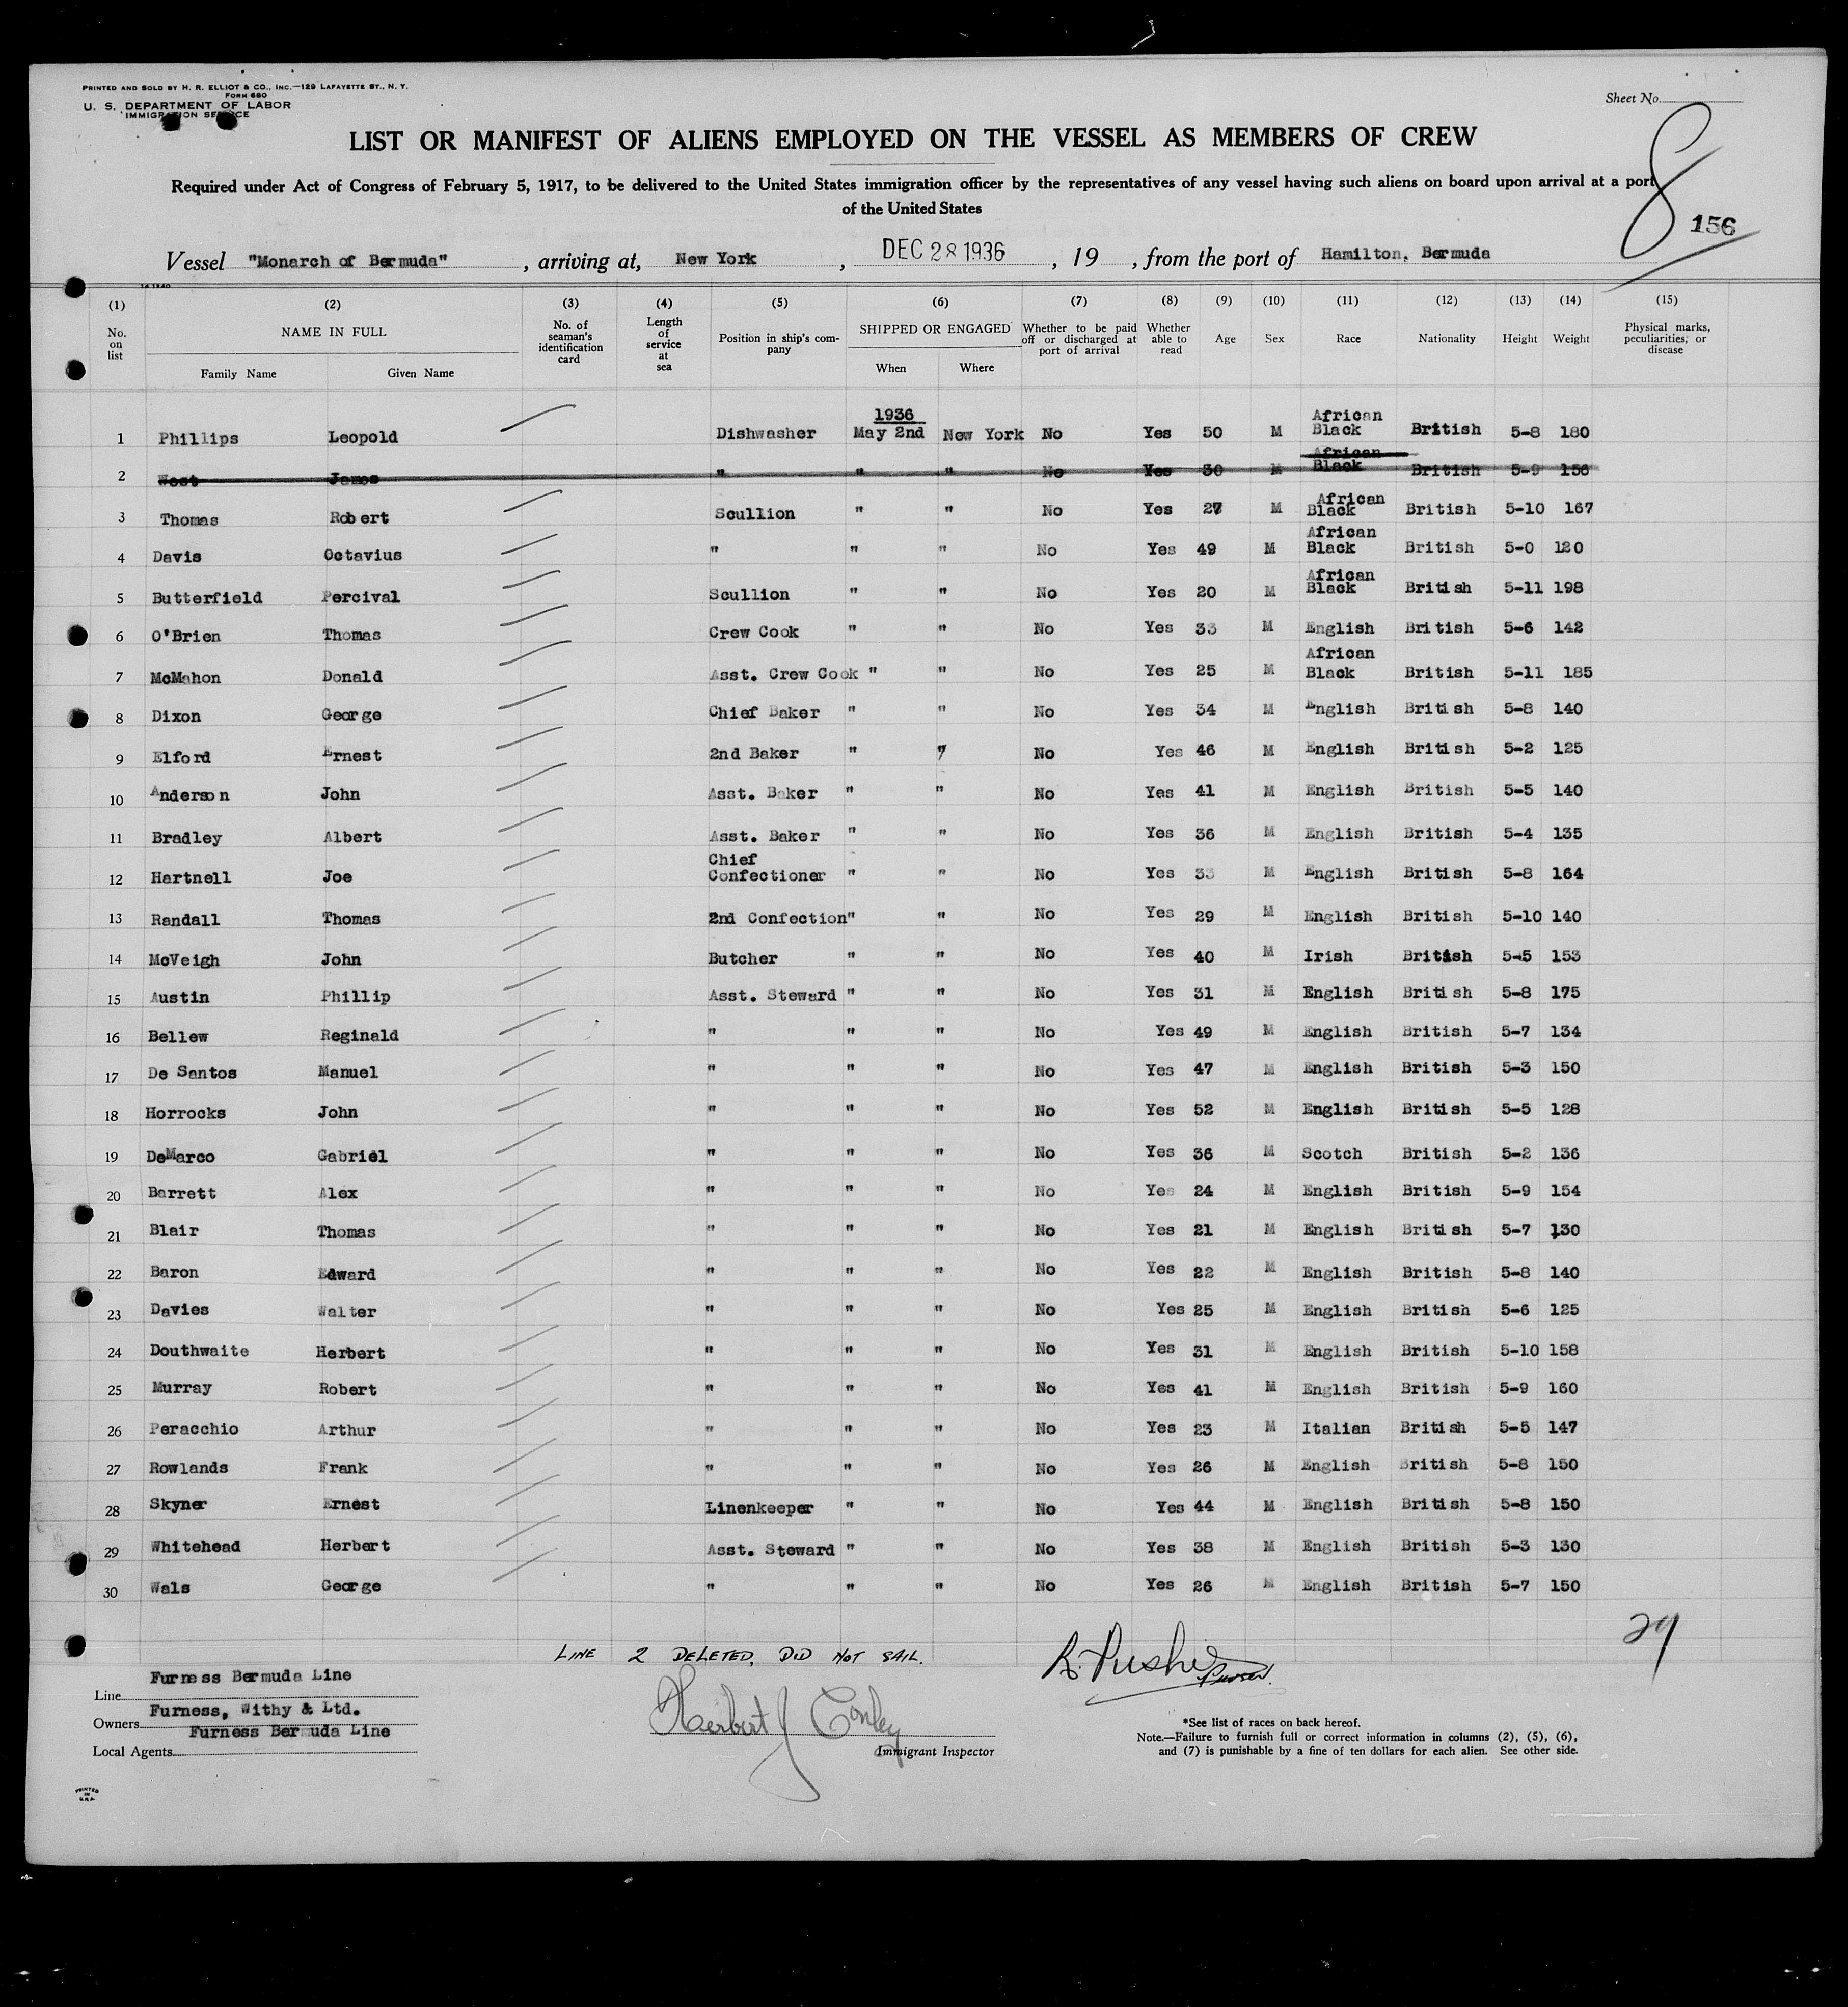 PRINTED AND SOLD BY H. R. ELLIOT & CO., INC.—129 LAFAYETTE ST., N. Y.
FORM 680
U. S. DEPARTMENT OF LABOR
IMMIGRATION SERVICE
Sheet No.
8
156
LIST OR MANIFEST OF ALIENS EMPLOYED ON THE VESSEL AS MEMBERS OF CREW
Required under Act of Congress of February 5, 1917, to be delivered to the United States immigration officer by the representatives of any vessel having such aliens on board upon arrival at a port
of the United States
Vessel "Monarch of Bermuda", arriving at, New York, DEC 28 1936, 19 , from the port of Hamilton, Bermuda
(1) (2) (3) (4) (5) (6) (7) (8) (9) (10) (11) (12) (13) (14) (15)
No. on list NAME IN FULL Family Name Given Name No. of seaman's identification card Length of service at sea Position in ship's company SHIPPED OR ENGAGED When Where Whether to be paid off or discharged at port of arrival Whether able to read Age Sex Race Nationality Height Weight Physical marks, peculiarities, or disease
1 Phillips Leopold Dishwasher 1936 May 2nd New York No Yes 50 M African Black British 5-8 180
2 West James " " " No Yes 30 M African Black British 5-9 156
3 Thomas Robert Scullion " " No Yes 27 M African Black British 5-10 167
4 Davis Octavius " " " No Yes 49 M African Black British 5-0 120
5 Butterfield Percival Scullion " " No Yes 20 M African Black British 5-11 198
6 O'Brien Thomas Crew Cook " " No Yes 33 M English British 5-6 142
7 McMahon Donald Asst. Crew Cook " " No Yes 25 M African Black British 5-11 185
8 Dixon George Chief Baker " " No Yes 34 M English British 5-8 140
9 Elford Ernest 2nd Baker " " No Yes 46 M English British 5-2 125
10 Anderson John Asst. Baker " " No Yes 41 M English British 5-5 140
11 Bradley Albert Asst. Baker " " No Yes 36 M English British 5-4 135
12 Hartnell Joe Chief Confectioner " " No Yes 33 M English British 5-8 164
13 Randall Thomas 2nd Confection " " No Yes 29 M English British 5-10 140
14 McVeigh John Butcher " " No Yes 40 M Irish British 5-5 153
15 Austin Phillip Asst. Steward " " No Yes 31 M English British 5-8 175
16 Bellew Reginald " " " No Yes 49 M English British 5-7 134
17 De Santos Manuel " " " No Yes 47 M English British 5-3 150
18 Horrocks John " " " No Yes 52 M English British 5-5 128
19 DeMarco Gabriel " " " No Yes 36 M Scotch British 5-2 136
20 Barrett Alex " " " No Yes 24 M English British 5-9 154
21 Blair Thomas " " " No Yes 21 M English British 5-7 130
22 Baron Edward " " " No Yes 22 M English British 5-8 140
23 Davies Walter " " " No Yes 25 M English British 5-6 125
24 Douthwaite Herbert " " " No Yes 31 M English British 5-10 158
25 Murray Robert " " " No Yes 41 M English British 5-9 160
26 Peracchio Arthur " " " No Yes 23 M Italian British 5-5 147
27 Rowlands Frank " " " No Yes 26 M English British 5-8 150
28 Skyner Ernest Linenkeeper " " No Yes 44 M English British 5-8 150
29 Whitehead Herbert Asst. Steward " " No Yes 38 M English British 5-3 130
30 Wals George " " " No Yes 26 M English British 5-7 150
29
LINE 2 DELETED, DID NOT SAIL.
Purser.
Line Furness Bermuda Line
Owners Furness, Withy & Ltd.
Local Agents Furness Bermuda Line
Herbert J Conley
Immigrant Inspector
*See list of races on back hereof.
Note.—Failure to furnish full or correct information in columns (2), (5), (6),
and (7) is punishable by a fine of ten dollars for each alien. See other side.
PRINTED
IN
U.S.A.